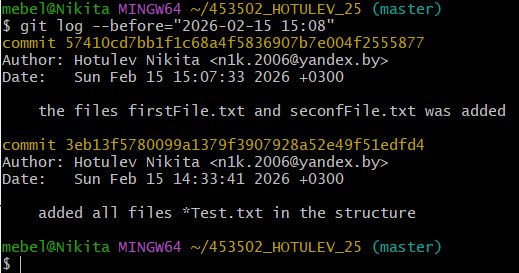 mebel@Nikita MINGW64 ~/453502_HOTULEV_25 (master)
$ git log --before="2026-02-15 15:08"
commit 57410cd7bb1f1c68a4f5836907b7e004f2555877
Author: Hotulev Nikita <n1k.2006@yandex.by>
Date:   Sun Feb 15 15:07:33 2026 +0300
    the files firstFile.txt and seconfFile.txt was added
commit 3eb13f5780099a1379f3907928a52e49f51edfd4
Author: Hotulev Nikita <n1k.2006@yandex.by>
Date:   Sun Feb 15 14:33:41 2026 +0300
    added all files *Test.txt in the structure
mebel@Nikita MINGW64 ~/453502_HOTULEV_25 (master)
$